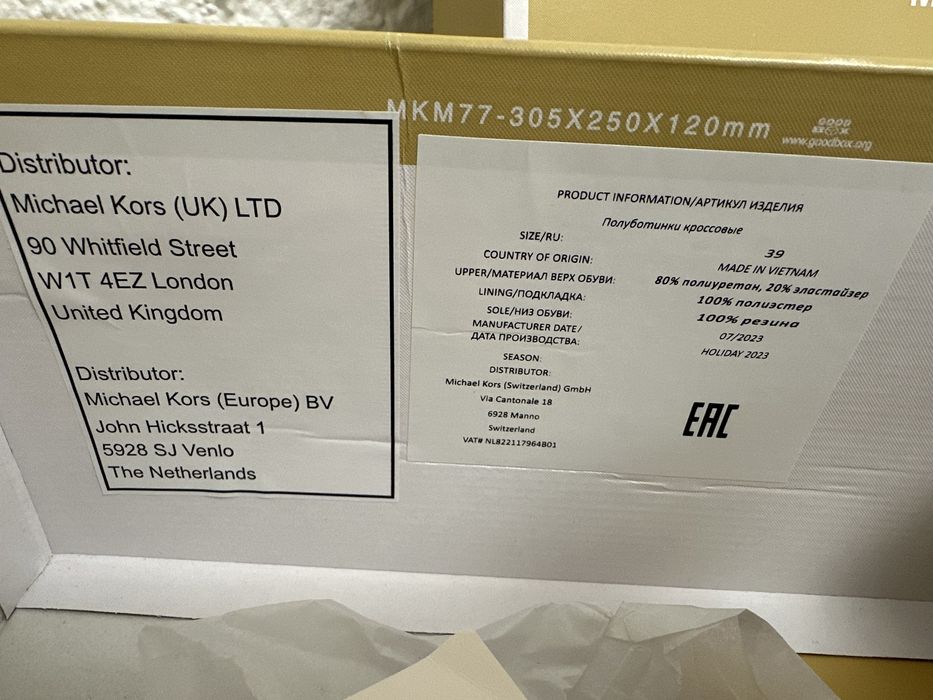 MKM77-305X250X120mm
GOOD
BOX
www.goodbox.org
Distributor:
Michael Kors (UK) LTD
90 Whitfield Street
W1T 4EZ London
United Kingdom
Distributor:
Michael Kors (Europe) BV
John Hicksstraat 1
5928 SJ Venlo
The Netherlands
PRODUCT INFORMATION/АРТИКУЛ ИЗДЕЛИЯ
Полуботинки кроссовые
SIZE/RU: 39
COUNTRY OF ORIGIN: MADE IN VIETNAM
UPPER/МАТЕРИАЛ ВЕРХ ОБУВИ: 80% полиуретан, 20% эластайзер
LINING/ПОДКЛАДКА: 100% полиэстер
SOLE/НИЗ ОБУВИ: 100% резина
MANUFACTURER DATE/
ДАТА ПРОИЗВОДСТВА: 07/2023
SEASON: HOLIDAY 2023
DISTRIBUTOR:
Michael Kors (Switzerland) GmbH
Via Cantonale 18
6928 Manno
Switzerland
VAT# NL822117964B01
EAC